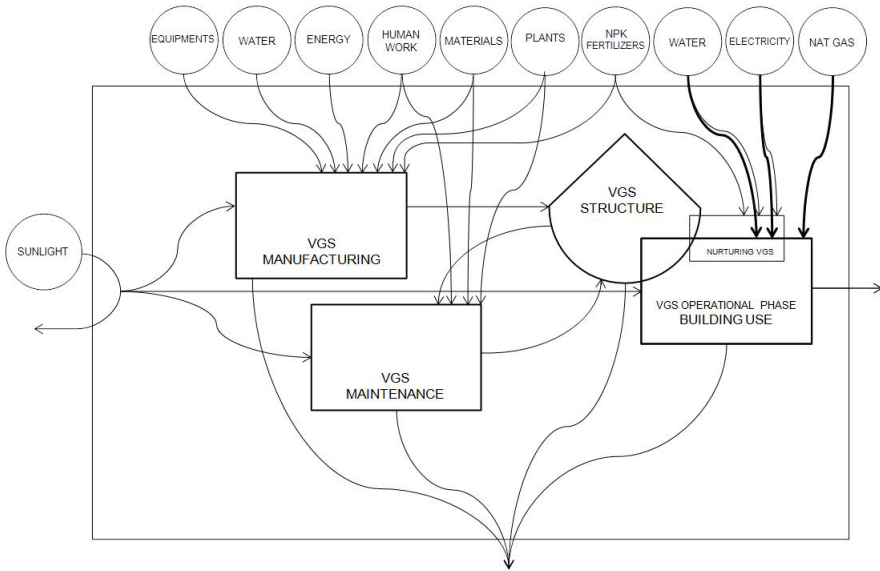 EQUIPMENTS
WATER
ENERGY
HUMAN
WORK
MATERIALS
PLANTS
NPK
FERTILIZERS
WATER
ELECTRICITY
NAT GAS
SUNLIGHT
VGS
MANUFACTURING
VGS
STRUCTURE
NURTURING VGS
VGS OPERATIONAL PHASE
BUILDING USE
VGS
MAINTENANCE